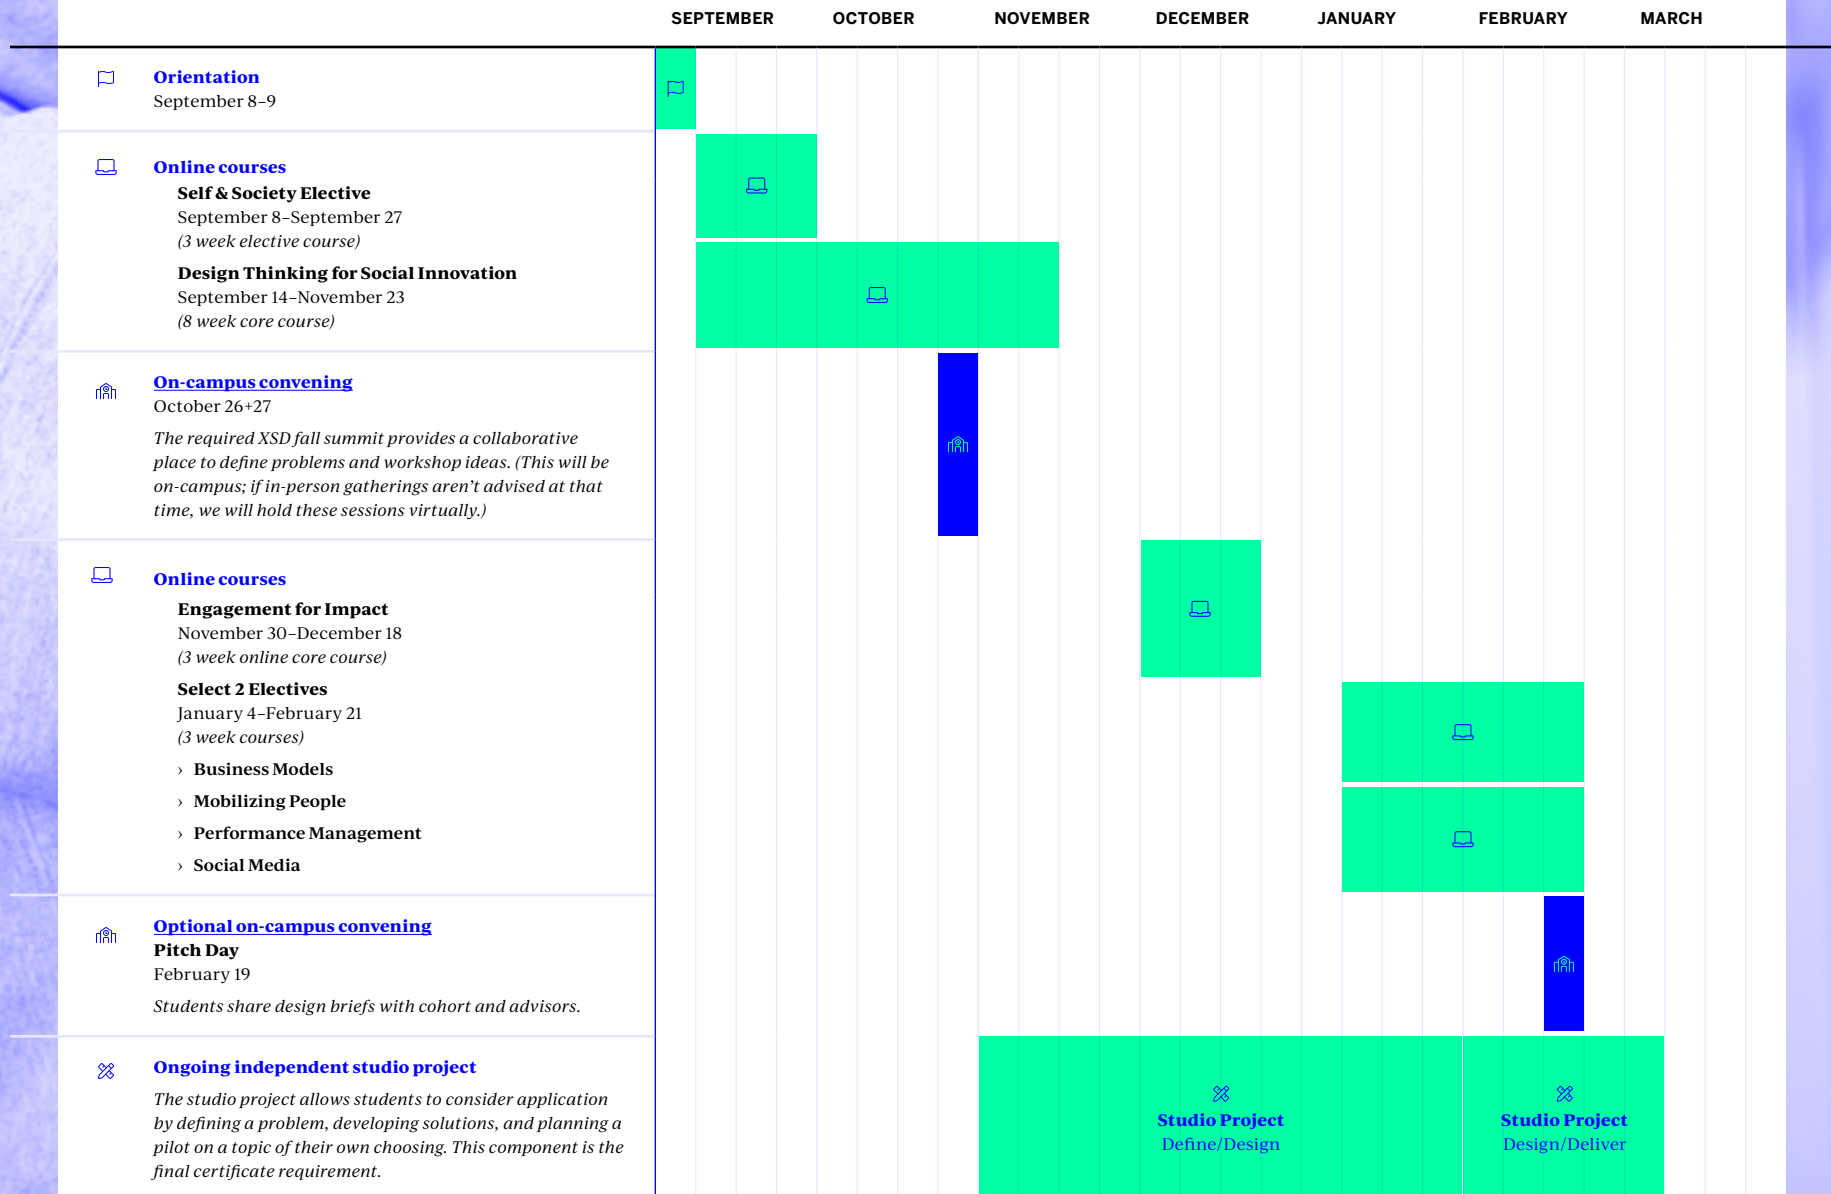 SEPTEMBER OCTOBER NOVEMBER DECEMBER JANUARY FEBRUARY MARCH
Orientation
September 8–9
Online courses
Self & Society Elective
September 8–September 27
(3 week elective course)
Design Thinking for Social Innovation
September 14–November 23
(8 week core course)
On-campus convening
October 26+27
The required XSD fall summit provides a collaborative
place to define problems and workshop ideas. (This will be
on-campus; if in-person gatherings aren’t advised at that
time, we will hold these sessions virtually.)
Online courses
Engagement for Impact
November 30–December 18
(3 week online core course)
Select 2 Electives
January 4–February 21
(3 week courses)
› Business Models
› Mobilizing People
› Performance Management
› Social Media
Optional on-campus convening
Pitch Day
February 19
Students share design briefs with cohort and advisors.
Ongoing independent studio project
The studio project allows students to consider application
by defining a problem, developing solutions, and planning a
pilot on a topic of their own choosing. This component is the
final certificate requirement.
Studio Project
Define/Design
Studio Project
Design/Deliver